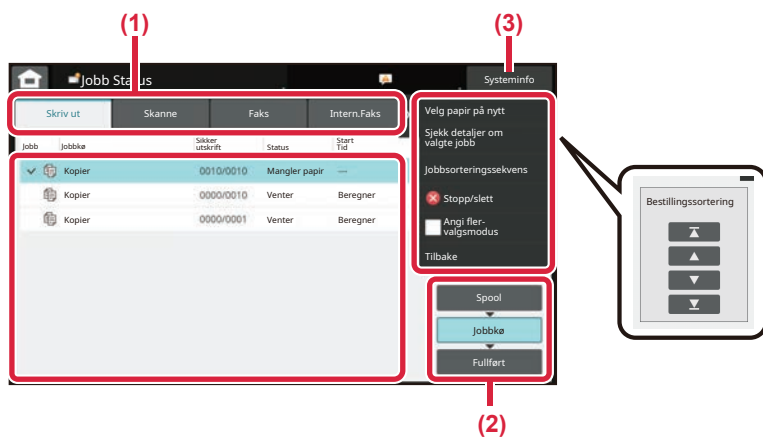 (1)
(3)
Jobb Status
Systeminfo
Skriv ut
Skanne
Faks
Intern.Faks
Jobb
Jobbkø
Sikker
utskrift
Status
Start
Tid
Kopier
0010/0010
Mangler papir
---
Kopier
0000/0010
Venter
Beregner
Kopier
0000/0001
Venter
Beregner
Velg papir på nytt
Sjekk detaljer om
valgte jobb
Jobbsorteringssekvens
Stopp/slett
Angi fler-
valgsmodus
Tilbake
Bestillingssortering
Spool
Jobbkø
Fullført
(2)